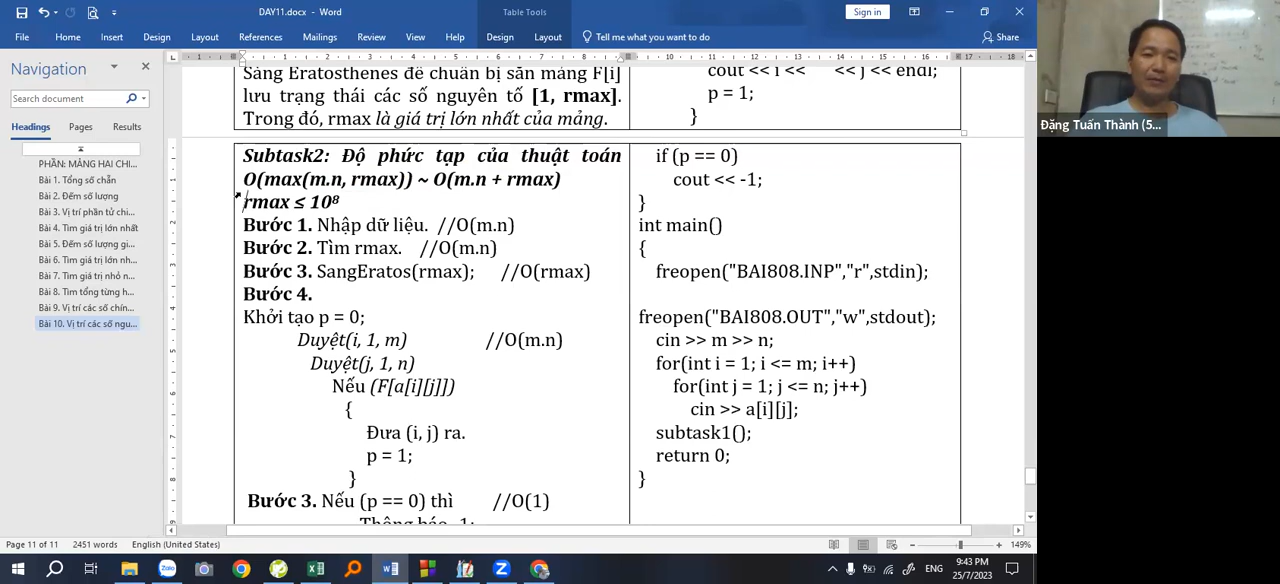 DAY11.docx - Word
Table Tools
Sign in
File
Home
Insert
Design
Layout
References
Mailings
Review
View
Help
Design
Layout
Tell me what you want to do
Share
Navigation
Search document
Headings
Pages
Results
PHẦN: MẢNG HAI CHI...
Bài 1. Tổng số chẵn
Bài 2. Đếm số lượng
Bài 3. Vị trí phần tử chi...
Bài 4. Tìm giá trị lớn nhất
Bài 5. Đếm số lượng gi...
Bài 6. Tìm giá trị lớn nh...
Bài 7. Tìm giá trị nhỏ n...
Bài 8. Tìm tổng từng h...
Bài 9. Vị trí các số chín...
Bài 10. Vị trí các số ngu...
Sàng Eratosthenes để chuẩn bị sẵn mảng F[i]
lưu trạng thái các số nguyên tố [1, rmax].
Trong đó, rmax là giá trị lớn nhất của mảng.
cout << i << << j << endl;
p = 1;
}
Subtask2: Độ phức tạp của thuật toán
O(max(m.n, rmax)) ~ O(m.n + rmax)
rmax ≤ 10⁸
Bước 1. Nhập dữ liệu. //O(m.n)
Bước 2. Tìm rmax. //O(m.n)
Bước 3. SangEratos(rmax); //O(rmax)
Bước 4.
Khởi tạo p = 0;
Duyệt(i, 1, m) //O(m.n)
Duyệt(j, 1, n)
Nếu (F[a[i][j]])
{
Đưa (i, j) ra.
p = 1;
}
Bước 3. Nếu (p == 0) thì //O(1)
Thông báo -1;
if (p == 0)
cout << -1;
}
int main()
{
freopen("BAI808.INP","r",stdin);
freopen("BAI808.OUT","w",stdout);
cin >> m >> n;
for(int i = 1; i <= m; i++)
for(int j = 1; j <= n; j++)
cin >> a[i][j];
subtask1();
return 0;
}
Đặng Tuấn Thành (5...
Page 11 of 11
2451 words
English (United States)
149%
Zalo
ENG
9:43 PM
25/7/2023